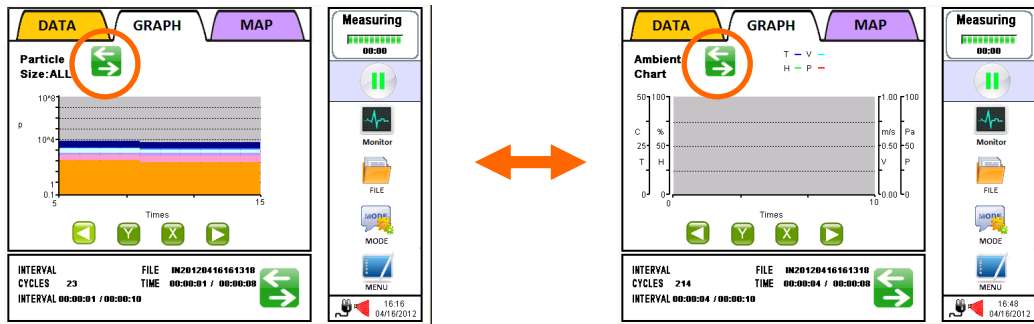 DATA GRAPH MAP
Particle
Size:ALL
10^8
p
10^4
1
0.1
5 15
Times
Y X
INTERVAL FILE IN20120416161318
CYCLES 23 TIME 00:00:01 / 00:00:08
INTERVAL 00:00:01 / 00:00:10
Measuring
00:00
Monitor
FILE
MODE
MODE
MENU
16:16
04/16/2012
DATA GRAPH MAP
Ambient
Chart
T V
H P
50 100 1.00 100
C % m/s Pa
25 50 0.50 50
T H V P
0 0 0.00 0
0 10
Times
Y X
INTERVAL FILE IN20120416161318
CYCLES 214 TIME 00:00:04 / 00:00:08
INTERVAL 00:00:04 / 00:00:10
Measuring
00:00
Monitor
FILE
MODE
MODE
MENU
16:48
04/16/2012